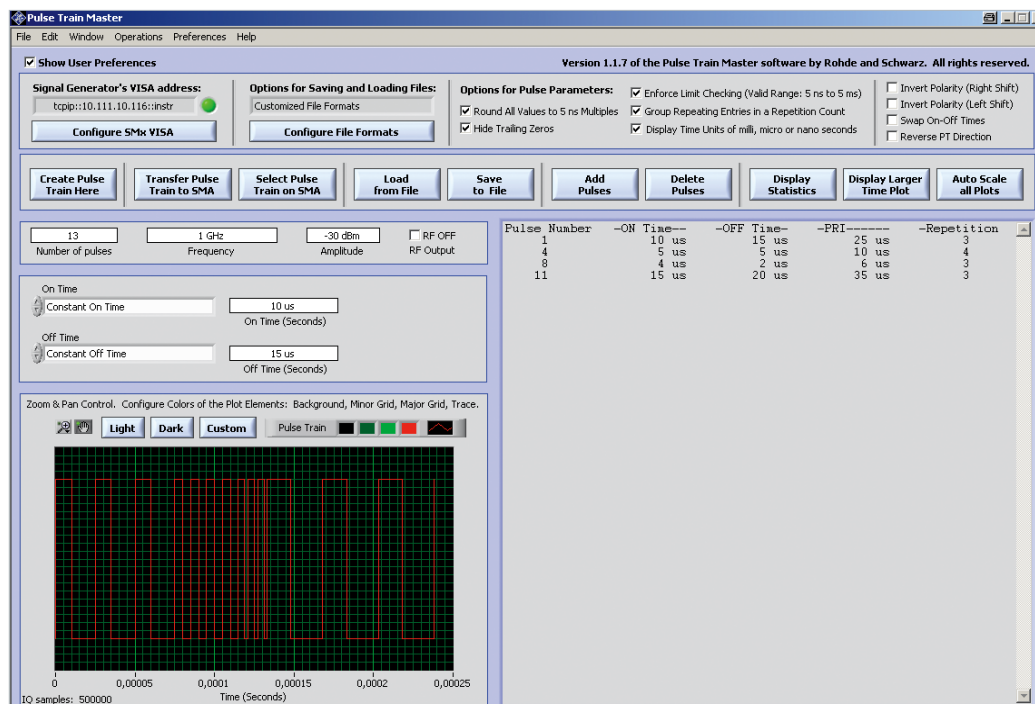 Pulse Train Master
File Edit Window Operations Preferences Help
Show User Preferences
Version 1.1.7 of the Pulse Train Master software by Rohde and Schwarz. All rights reserved.
Signal Generator's VISA address:
tcpip::10.111.10.116::instr
Configure SMx VISA
Options for Saving and Loading Files:
Customized File Formats
Configure File Formats
Options for Pulse Parameters:
Round All Values to 5 ns Multiples
Hide Trailing Zeros
Enforce Limit Checking (Valid Range: 5 ns to 5 ms)
Group Repeating Entries in a Repetition Count
Display Time Units of milli, micro or nano seconds
Invert Polarity (Right Shift)
Invert Polarity (Left Shift)
Swap On-Off Times
Reverse PT Direction
Create Pulse
Train Here
Transfer Pulse
Train to SMA
Select Pulse
Train on SMA
Load
from File
Save
to File
Add
Pulses
Delete
Pulses
Display
Statistics
Display Larger
Time Plot
Auto Scale
all Plots
13
Number of pulses
1 GHz
Frequency
-30 dBm
Amplitude
RF OFF
RF Output
On Time
Constant On Time
10 us
On Time (Seconds)
Off Time
Constant Off Time
15 us
Off Time (Seconds)
Pulse Number -ON Time-- -OFF Time- -PRI------ -Repetition
1 10 us 15 us 25 us 3
4 5 us 5 us 10 us 4
8 4 us 2 us 6 us 3
11 15 us 20 us 35 us 3
Zoom & Pan Control. Configure Colors of the Plot Elements: Background, Minor Grid, Major Grid, Trace.
Light Dark Custom Pulse Train
0 0,00005 0,0001 0,00015 0,0002 0,00025
Time (Seconds)
IQ samples: 500000